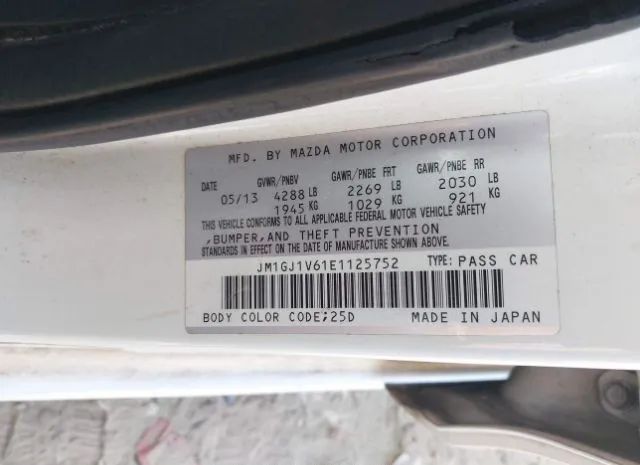 MFD. BY MAZDA MOTOR CORPORATION
DATE GVWR/PNBV GAWR/PNBE FRT GAWR/PNBE RR
05/13 4288 LB 2269 LB 2030 LB
1945 KG 1029 KG 921 KG
THIS VEHICLE CONFORMS TO ALL APPLICABLE FEDERAL MOTOR VEHICLE SAFETY
,BUMPER,AND THEFT PREVENTION
STANDARDS IN EFFECT ON THE DATE OF MANUFACTURE SHOWN ABOVE.
JM1GJ1V61E1125752 TYPE: PASS CAR
BODY COLOR CODE;25D MADE IN JAPAN